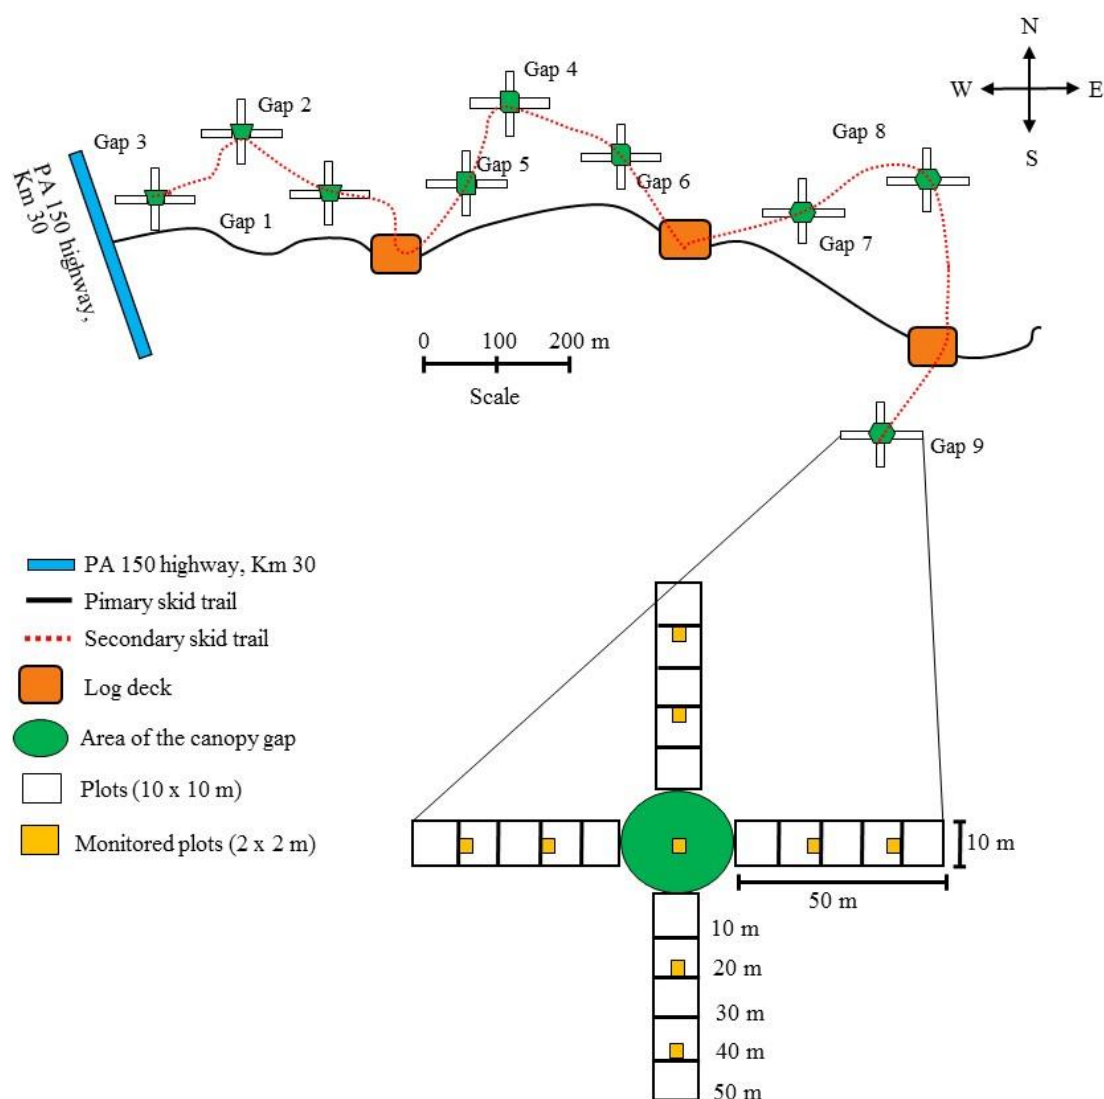 N
Gap 4
W
E
Gap 2
Gap 8
Gap 3
S
Gap 5
PA 150 highway,
Km 30
Gap 6
Gap 1
Gap 7
0 100 200 m
Scale
Gap 9
PA 150 highway, Km 30
Pimary skid trail
Secondary skid trail
Log deck
Area of the canopy gap
Plots (10 x 10 m)
Monitored plots (2 x 2 m)
10 m
50 m
10 m
20 m
30 m
40 m
50 m